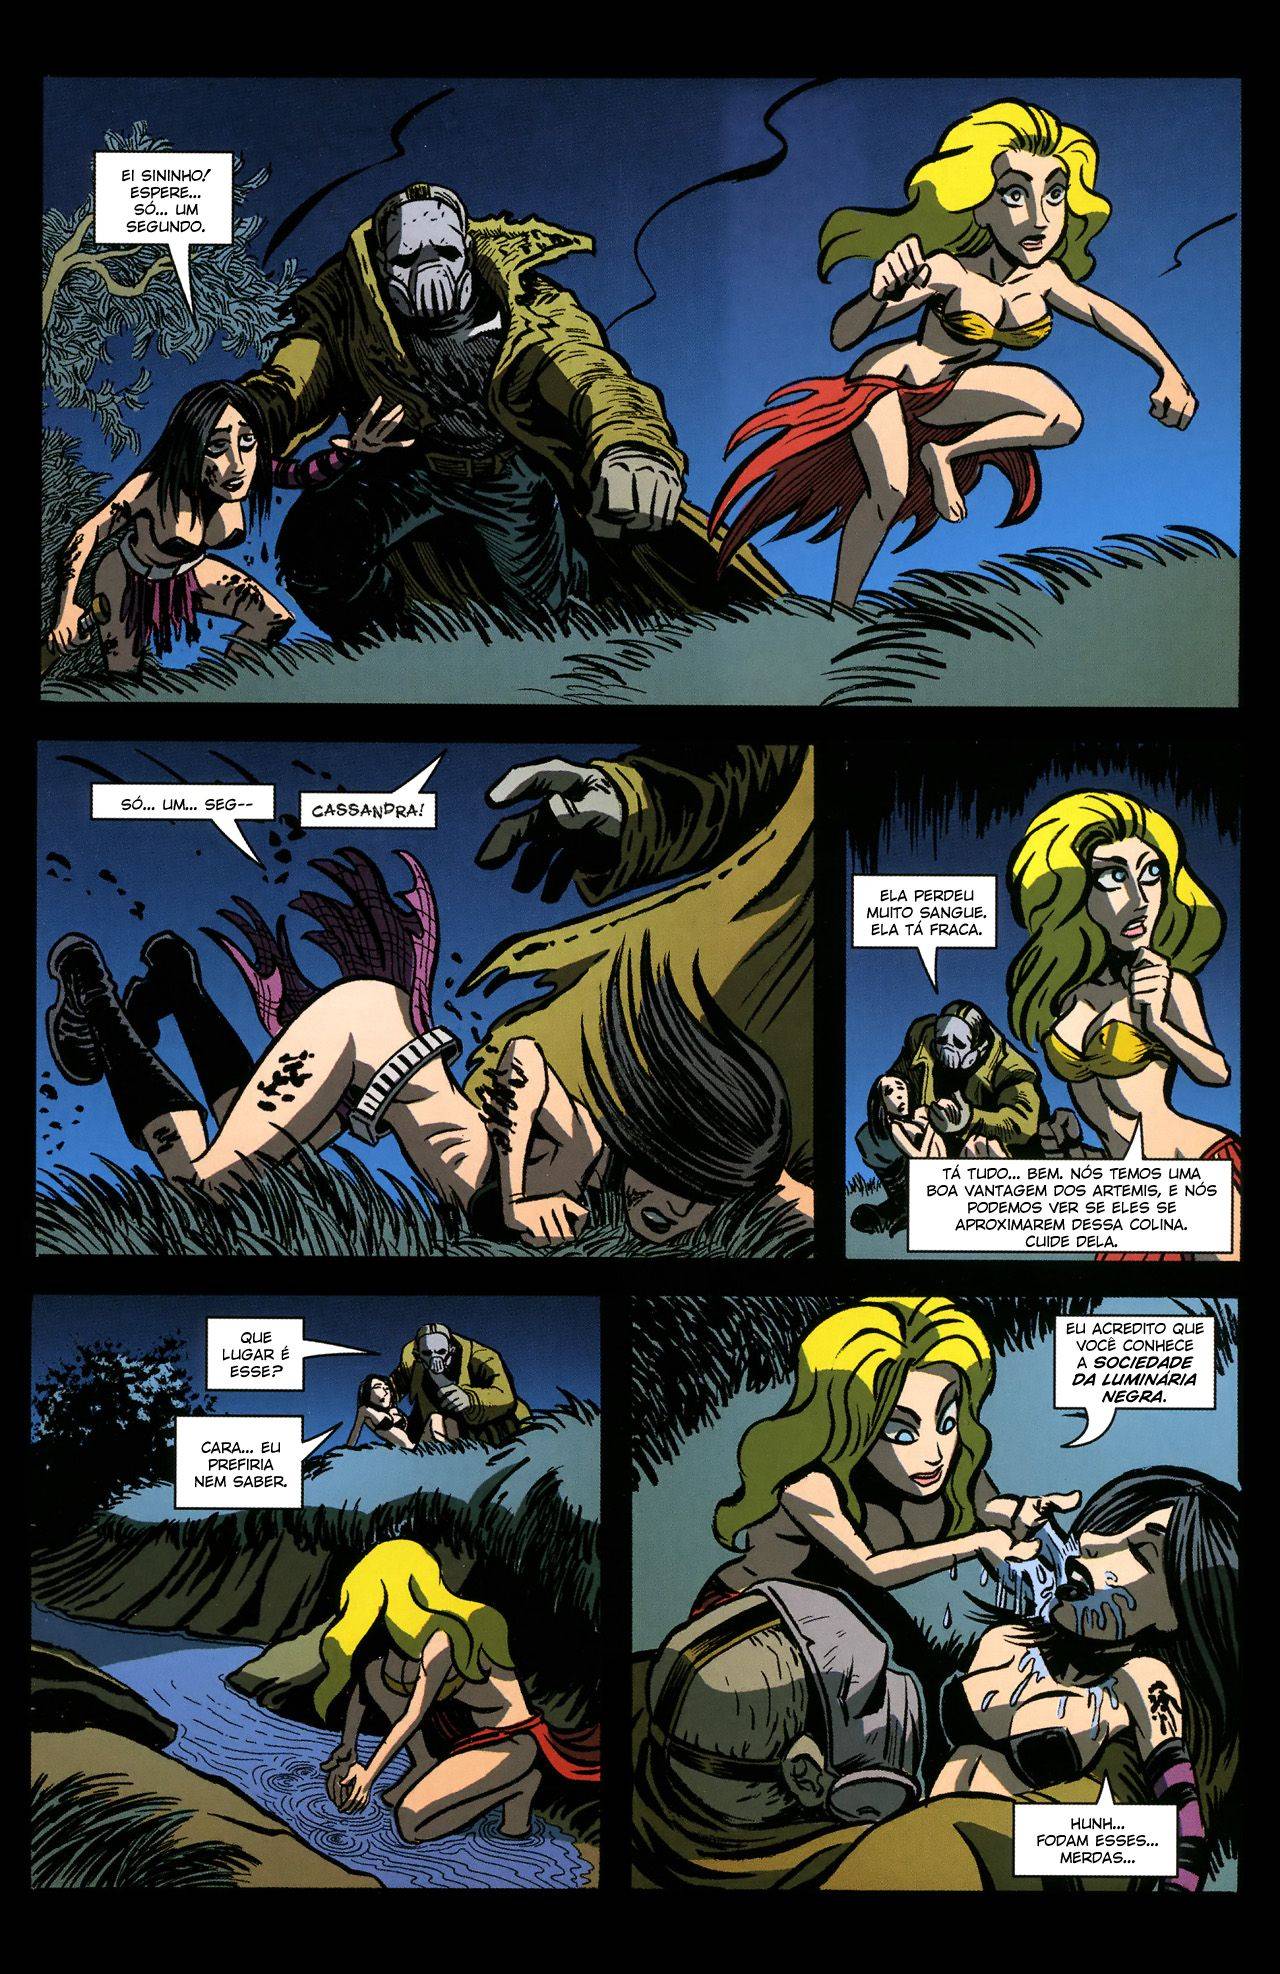 EI SININHO!
ESPERE...
SÓ... UM
SEGUNDO.
SÓ... UM... SEG--
CASSANDRA!
ELA PERDEU
MUITO SANGUE.
ELA TÁ FRACA.
TÁ TUDO... BEM. NÓS TEMOS UMA
BOA VANTAGEM DOS ARTEMIS, E NÓS
PODEMOS VER SE ELES SE
APROXIMAREM DESSA COLINA.
CUIDE DELA.
QUE
LUGAR É
ESSE?
CARA... EU
PREFIRIA
NEM SABER.
EU ACREDITO QUE
VOCÊ CONHECE
A SOCIEDADE
DA LUMINÁRIA
NEGRA.
HUNH...
FODAM ESSES...
MERDAS...